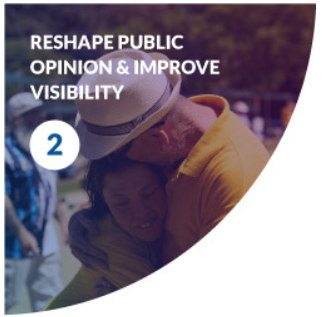 RESHAPE PUBLIC
OPINION & IMPROVE
VISIBILITY
2